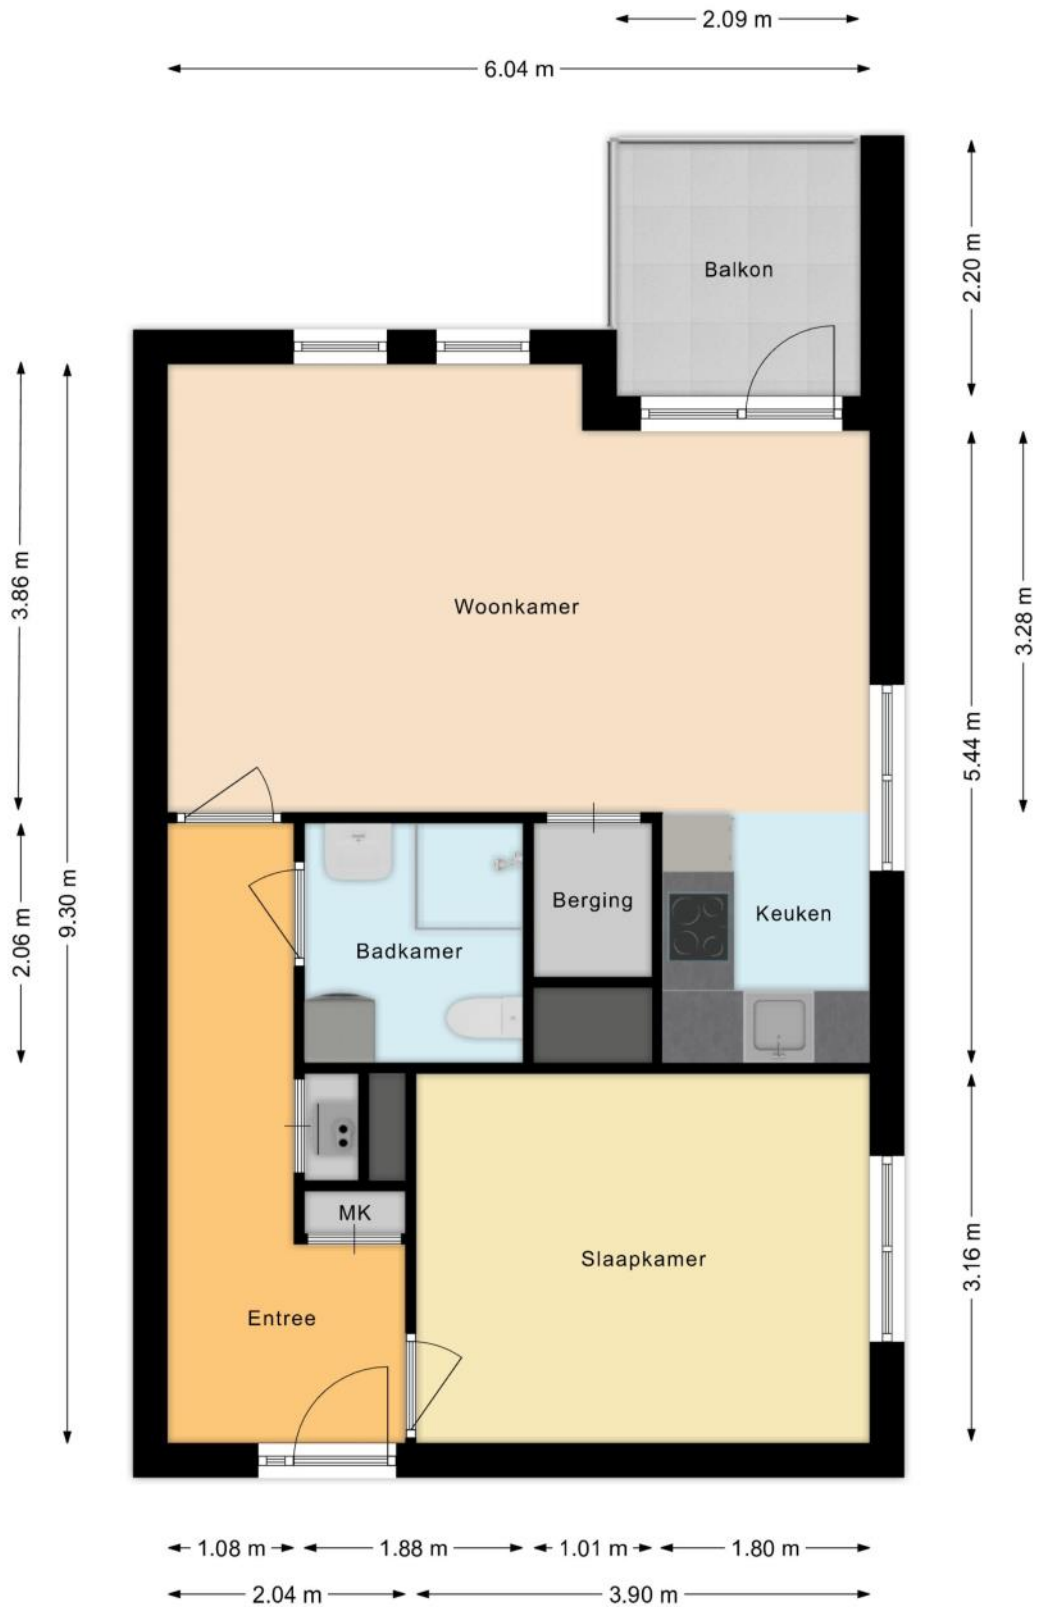 2.09 m
6.04 m
Balkon
2.20 m
3.86 m
Woonkamer
3.28 m
5.44 m
9.30 m
2.06 m
Berging
Keuken
Badkamer
MK
Slaapkamer
3.16 m
Entree
1.08 m
1.88 m
1.01 m
1.80 m
2.04 m
3.90 m